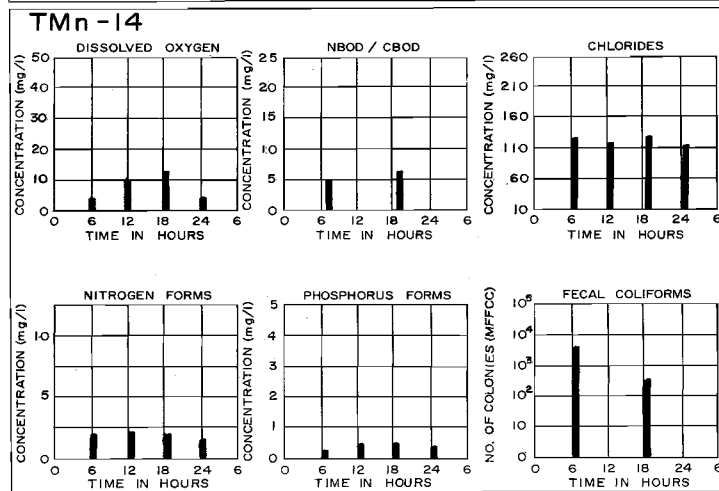 TMn-14
DISSOLVED OXYGEN
CONCENTRATION (mg/l)
50
40
30
20
10
0
0 6 12 18 24 6
TIME IN HOURS
NBOD / CBOD
CONCENTRATION (mg/l)
25
20
15
10
5
0
0 6 12 18 24 6
TIME IN HOURS
CHLORIDES
CONCENTRATION (mg/l)
260
210
160
110
60
10
0 6 12 18 24 6
TIME IN HOURS
NITROGEN FORMS
CONCENTRATION (mg/l)
10
5
0
0 6 12 18 24 6
TIME IN HOURS
PHOSPHORUS FORMS
CONCENTRATION (mg/l)
5
4
3
2
1
0
0 6 12 18 24 6
TIME IN HOURS
FECAL COLIFORMS
NO. OF COLONIES (MFFCC)
10⁵
10⁴
10³
10²
0
0 6 12 18 24 6
TIME IN HOURS